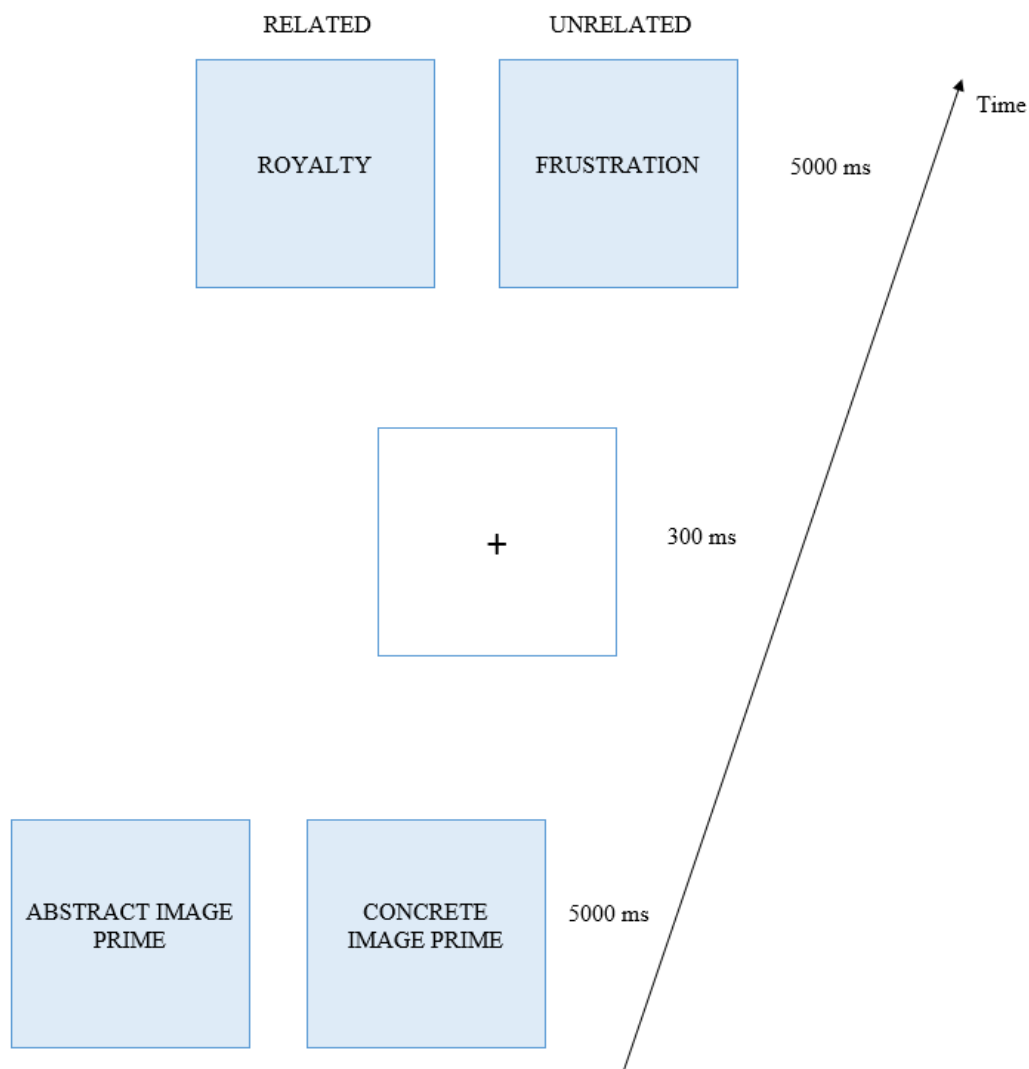 RELATED
UNRELATED
Time
ROYALTY
FRUSTRATION
5000 ms
+
300 ms
ABSTRACT IMAGE
PRIME
CONCRETE
IMAGE PRIME
5000 ms